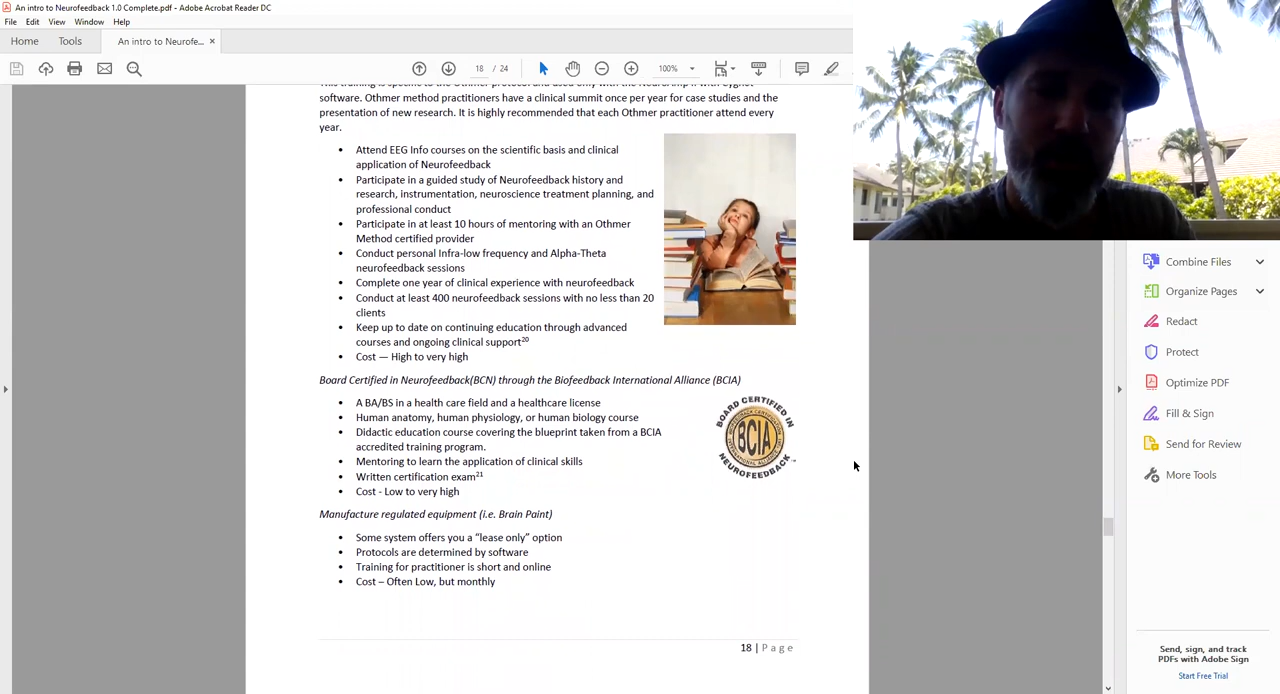 An intro to Neurofeedback 1.0 Complete.pdf - Adobe Acrobat Reader DC
File Edit View Window Help
Home Tools An intro to Neurofe... ×
18 / 24 100%
software. Othmer method practitioners have a clinical summit once per year for case studies and the
presentation of new research. It is highly recommended that each Othmer practitioner attend every
year.
• Attend EEG Info courses on the scientific basis and clinical
application of Neurofeedback
• Participate in a guided study of Neurofeedback history and
research, instrumentation, neuroscience treatment planning, and
professional conduct
• Participate in at least 10 hours of mentoring with an Othmer
Method certified provider
• Conduct personal Infra-low frequency and Alpha-Theta
neurofeedback sessions
• Complete one year of clinical experience with neurofeedback
• Conduct at least 400 neurofeedback sessions with no less than 20
clients
• Keep up to date on continuing education through advanced
courses and ongoing clinical support20
• Cost — High to very high
Board Certified in Neurofeedback(BCN) through the Biofeedback International Alliance (BCIA)
• A BA/BS in a health care field and a healthcare license
• Human anatomy, human physiology, or human biology course
• Didactic education course covering the blueprint taken from a BCIA
accredited training program.
• Mentoring to learn the application of clinical skills
• Written certification exam21
• Cost - Low to very high
BOARD CERTIFIED IN
BCIA
NEUROFEEDBACK
Manufacture regulated equipment (i.e. Brain Paint)
• Some system offers you a “lease only” option
• Protocols are determined by software
• Training for practitioner is short and online
• Cost – Often Low, but monthly
18 | Page
Combine Files
Organize Pages
Redact
Protect
Optimize PDF
Fill & Sign
Send for Review
More Tools
Send, sign, and track
PDFs with Adobe Sign
Start Free Trial